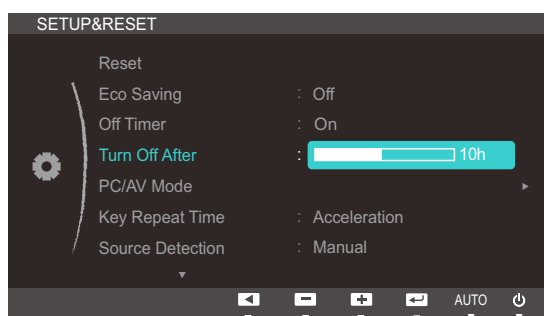 SETUP&RESET
Reset
Eco Saving : Off
Off Timer : On
Turn Off After : 10h
PC/AV Mode
Key Repeat Time : Acceleration
Source Detection : Manual
AUTO